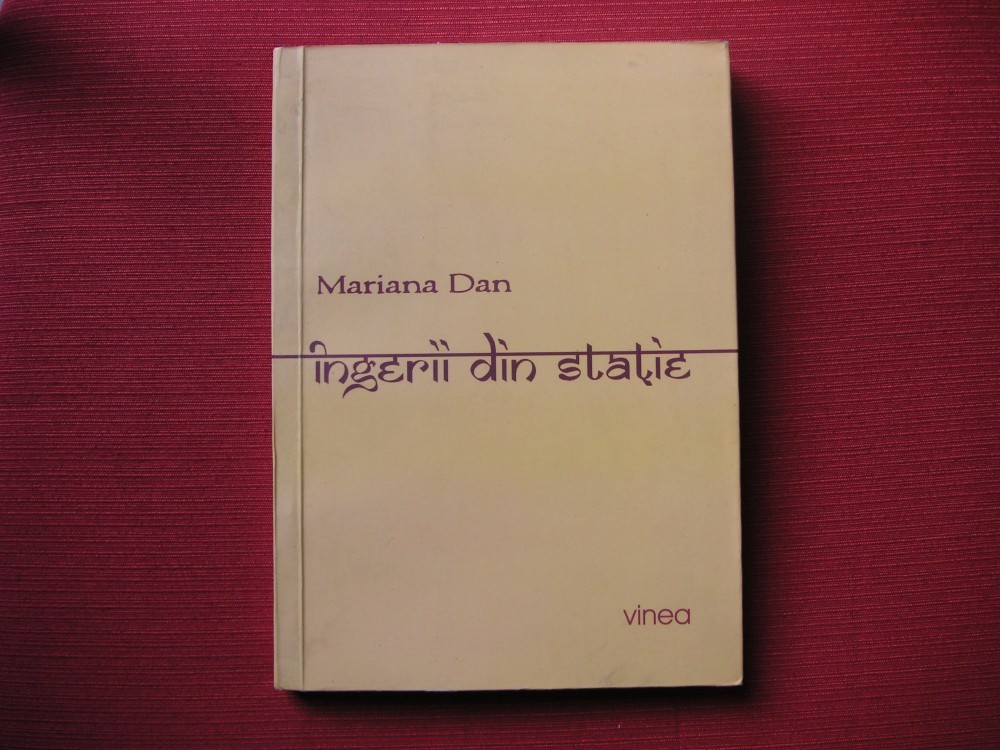 Mariana Dan
îngerii din stație
vinea